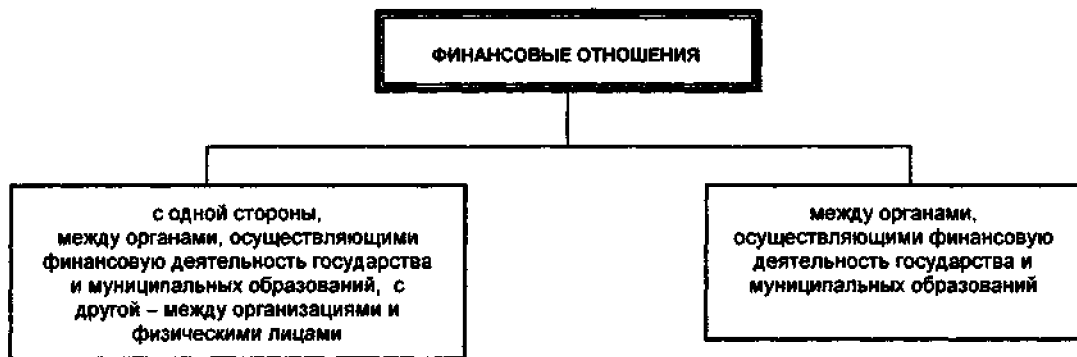 ФИНАНСОВЫЕ ОТНОШЕНИЯ
с одной стороны,
между органами, осуществляющими
финансовую деятельность государства
и муниципальных образований, с
другой – между организациями и
физическими лицами
между органами,
осуществляющими финансовую
деятельность государства и
муниципальных образований